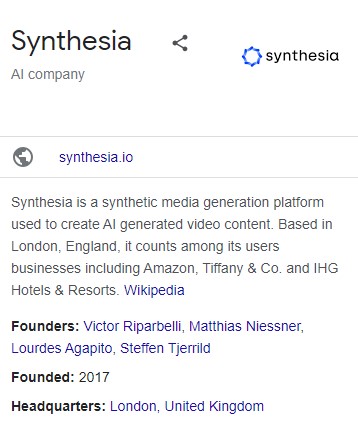 Synthesia
synthesia
AI company
synthesia.io
Synthesia is a synthetic media generation platform
used to create AI generated video content. Based in
London, England, it counts among its users
businesses including Amazon, Tiffany & Co. and IHG
Hotels & Resorts. Wikipedia
Founders: Victor Riparbelli, Matthias Niessner,
Lourdes Agapito, Steffen Tjerrild
Founded: 2017
Headquarters: London, United Kingdom